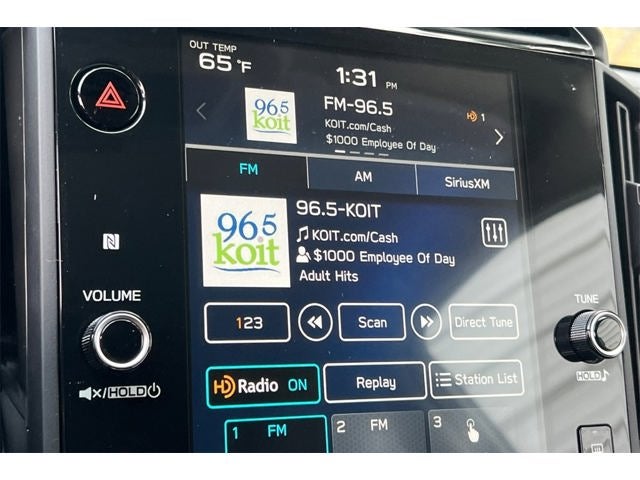 OUT TEMP
65 °F
1:31 PM
96.5
koit
FM-96.5
HD 1
KOIT.com/Cash
$1000 Employee Of Day
FM
AM
SiriusXM
96.5
koit
96.5-KOIT
KOIT.com/Cash
$1000 Employee Of Day
Adult Hits
VOLUME
TUNE
123
Scan
Direct Tune
HD Radio ON
Replay
Station List
/HOLD
HOLD
1 FM
2 FM
3